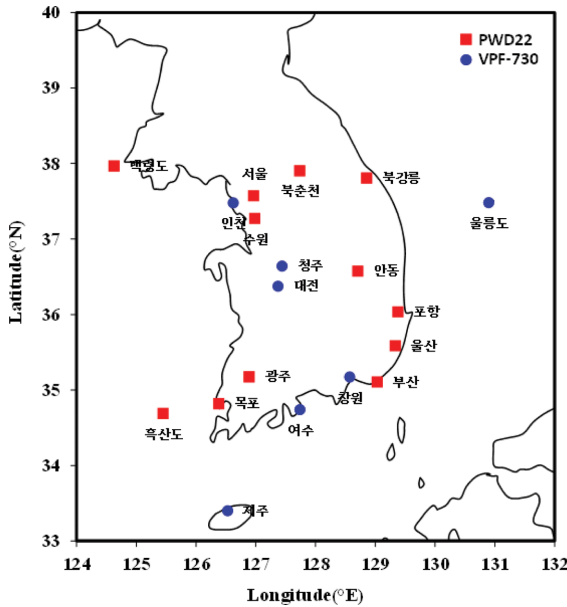 40
PWD22
VPF-730
39
38
백령도
서울
북춘천
북강릉
인천
수원
울릉도
37
청주
대전
안동
36
포항
울산
35
광주
창원
부산
목포
여수
흑산도
34
제주
33
124
125
126
127
128
129
130
131
132
Latitude(°N)
Longitude(°E)